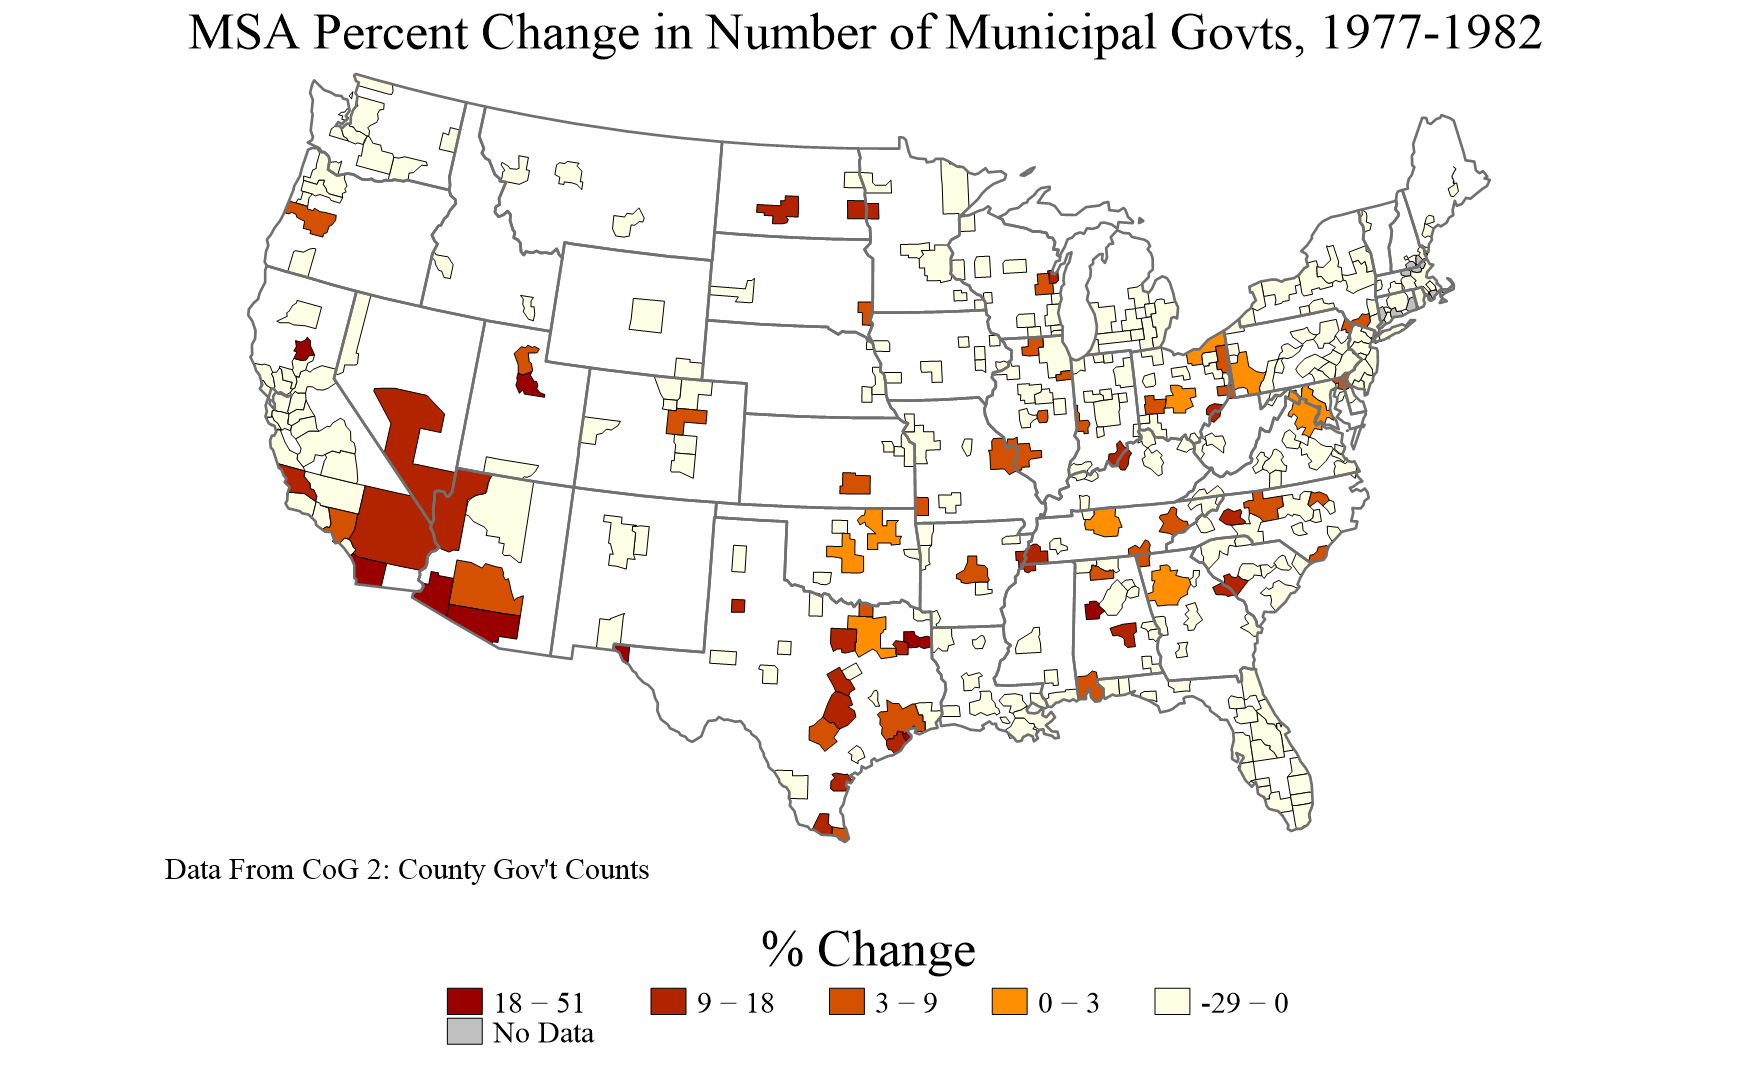 MSA Percent Change in Number of Municipal Govts, 1977-1982
Data From CoG 2: County Gov't Counts
% Change
18 – 51
9 – 18
3 – 9
0 – 3
-29 – 0
No Data